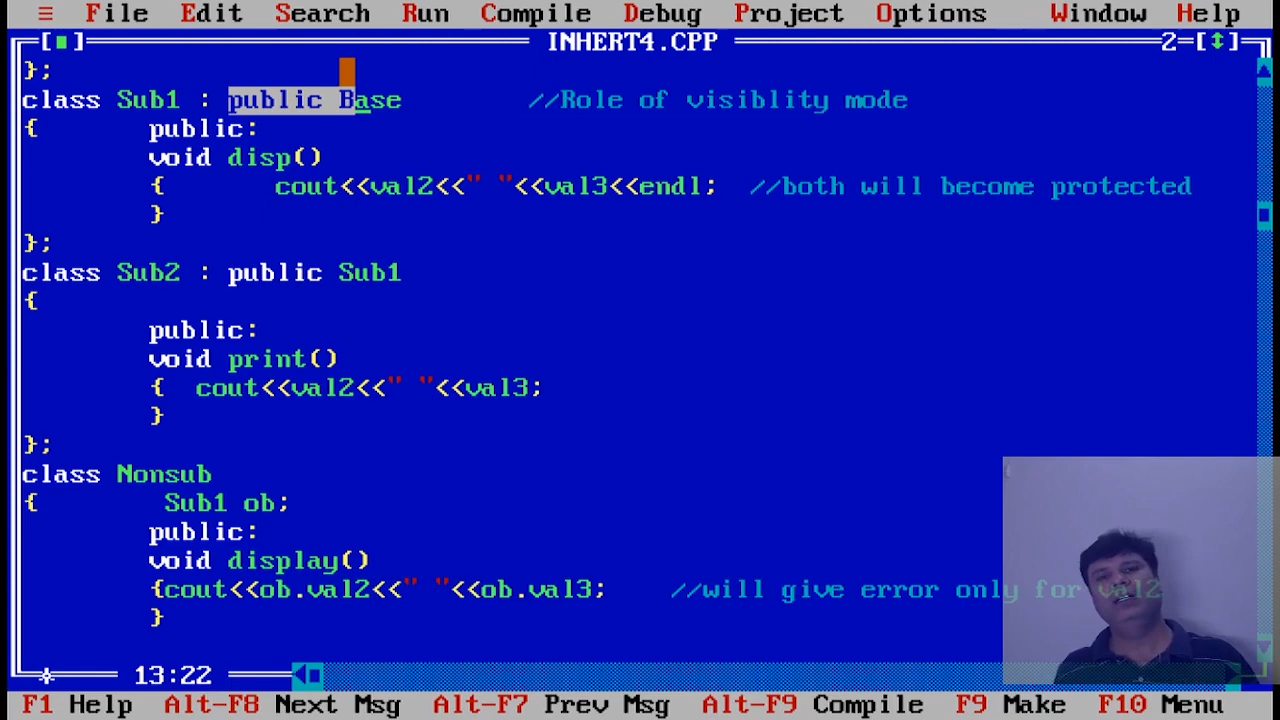 ≡ File Edit Search Run Compile Debug Project Options Window Help
[■] INHERT4.CPP 2=[↕]
};
class Sub1 : public Base //Role of visiblity mode
{ public:
void disp()
{ cout<<val2<<" "<<val3<<endl; //both will become protected
}
};
class Sub2 : public Sub1
{
public:
void print()
{ cout<<val2<<" "<<val3;
}
};
class Nonsub
{ Sub1 ob;
public:
void display()
{cout<<ob.val2<<" "<<ob.val3; //will give error only for val2
}
13:22
F1 Help Alt-F8 Next Msg Alt-F7 Prev Msg Alt-F9 Compile F9 Make F10 Menu